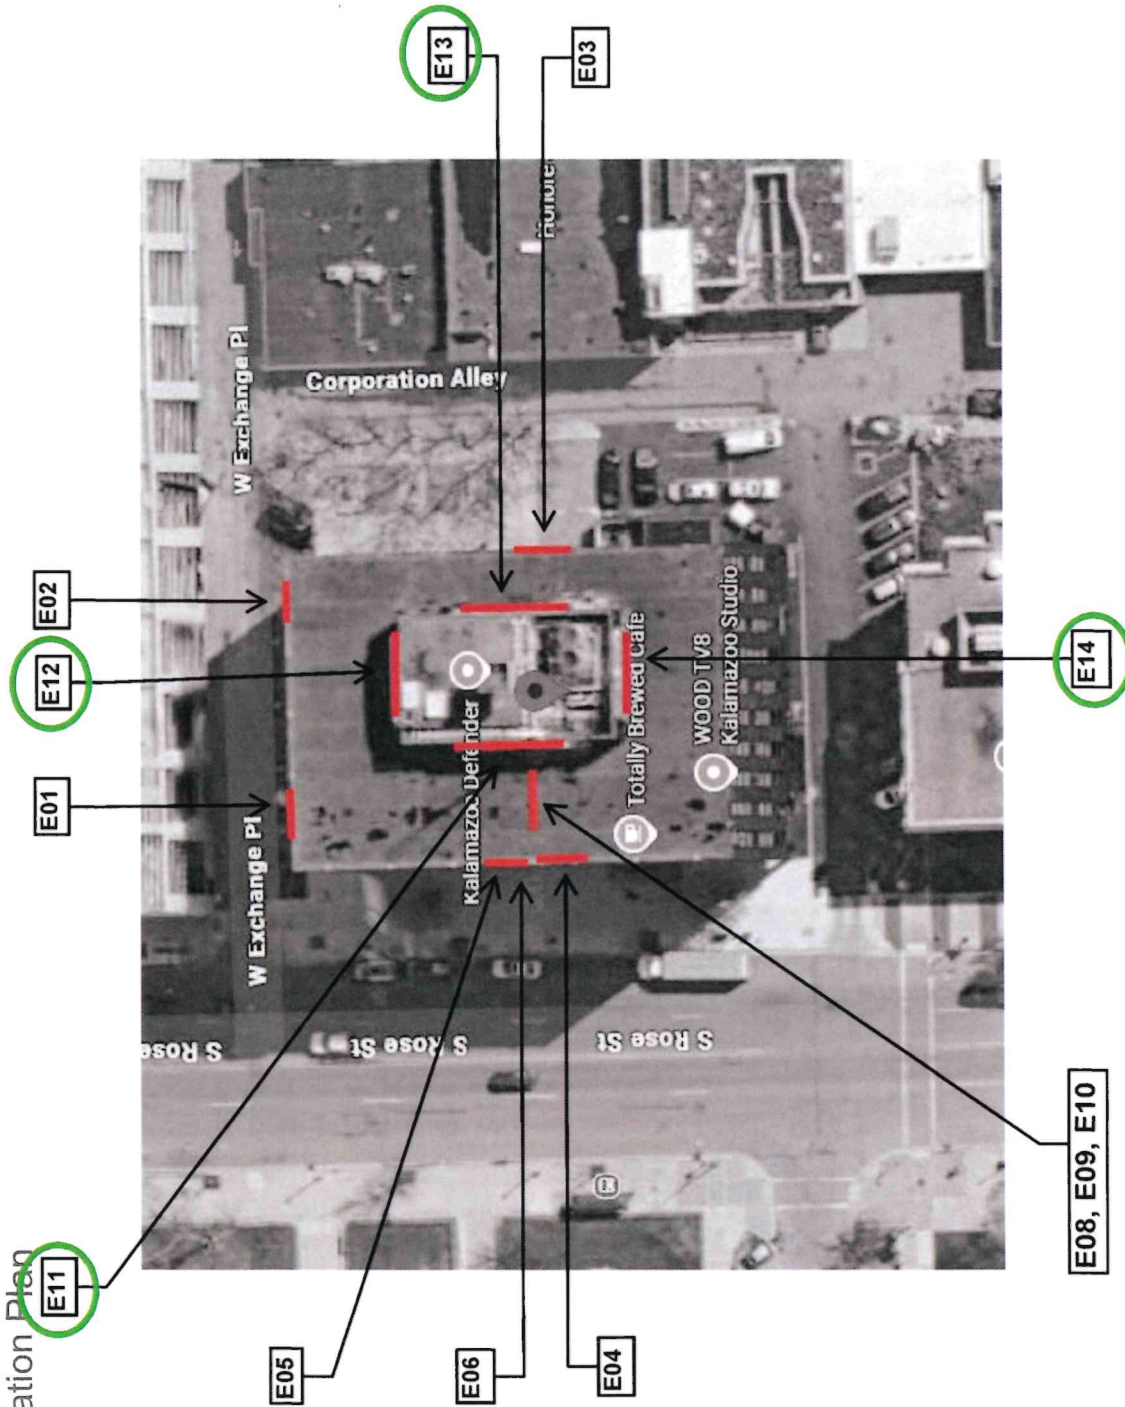 ation Plan
E11
E01
E12
E02
E13
E03
E05
E06
E04
E08, E09, E10
E14
W Exchange Pl
W Exchange Pl
Corporation Alley
Kalamazoo Defender
Totally Brewed Cafe
WOOD TV8
Kalamazoo Studio
S Rose St
S Rose St
S Rose